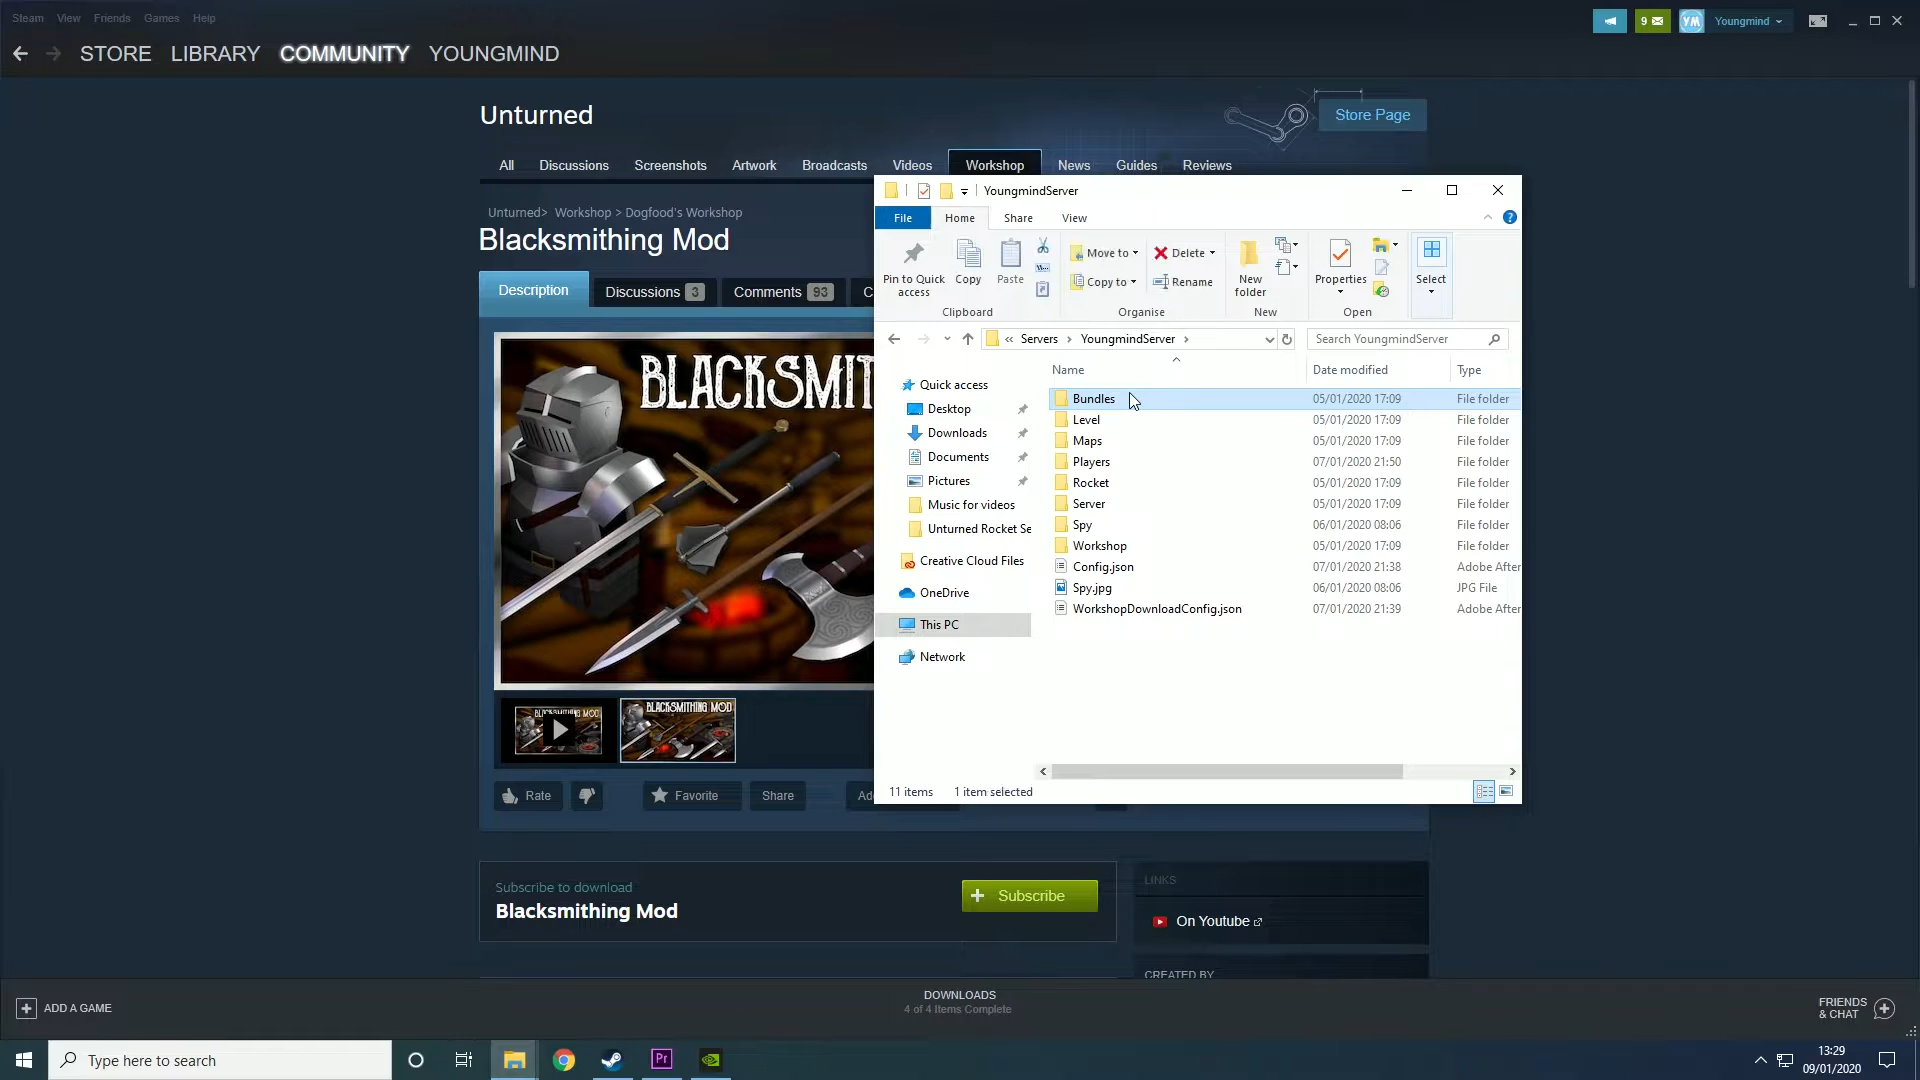 Steam View Friends Games Help
9
YM
Youngmind
STORE LIBRARY COMMUNITY YOUNGMIND
Unturned
Store Page
All Discussions Screenshots Artwork Broadcasts Videos Workshop News Guides Reviews
Unturned> Workshop > Dogfood's Workshop
Blacksmithing Mod
Description Discussions 3 Comments 93 C
BLACKSMIT
BLACKSMITHING MOD
BLACKSMITHING MOD
Rate Favorite Share Ad
Subscribe to download
Blacksmithing Mod
Subscribe
LINKS
On Youtube
CREATED BY
YoungmindServer
File Home Share View
Pin to Quick access
Copy
Paste
Move to
Copy to
Delete
Rename
New folder
Properties
Select
Clipboard Organise New Open
« Servers > YoungmindServer >
Search YoungmindServer
Name Date modified Type
Quick access
Desktop
Downloads
Documents
Pictures
Music for videos
Unturned Rocket Se
Creative Cloud Files
OneDrive
This PC
Network
Bundles 05/01/2020 17:09 File folder
Level 05/01/2020 17:09 File folder
Maps 05/01/2020 17:09 File folder
Players 07/01/2020 21:50 File folder
Rocket 05/01/2020 17:09 File folder
Server 05/01/2020 17:09 File folder
Spy 06/01/2020 08:06 File folder
Workshop 05/01/2020 17:09 File folder
Config.json 07/01/2020 21:38 Adobe After
Spy.jpg 06/01/2020 08:06 JPG File
WorkshopDownloadConfig.json 07/01/2020 21:39 Adobe After
11 items 1 item selected
ADD A GAME
DOWNLOADS
4 of 4 Items Complete
FRIENDS
& CHAT
Type here to search
Pr
13:29
09/01/2020